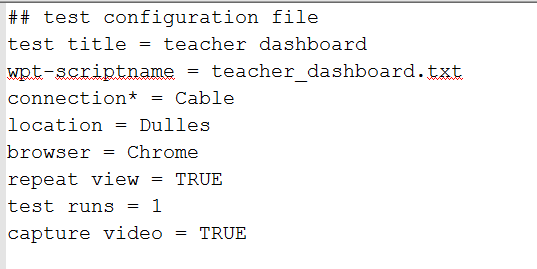 ## test configuration file
test title = teacher dashboard
wpt-scriptname = teacher_dashboard.txt
connection* = Cable
location = Dulles
browser = Chrome
repeat view = TRUE
test runs = 1
capture video = TRUE